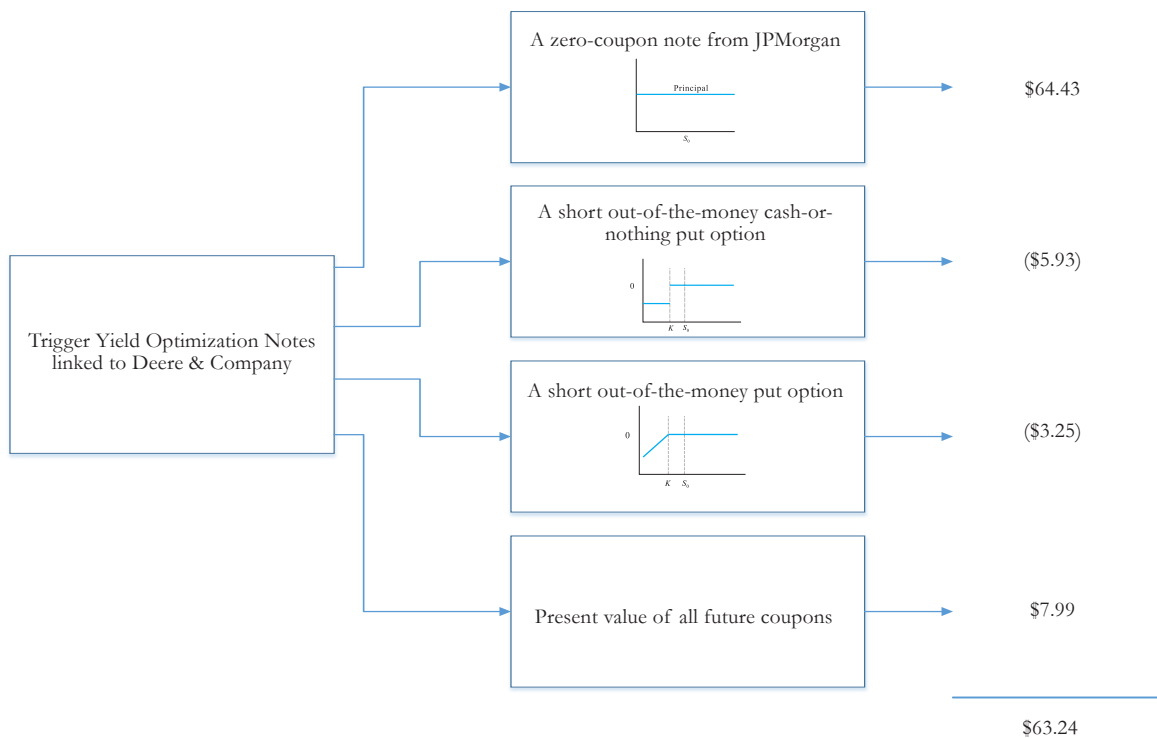 A zero-coupon note from JPMorgan
Principal
S₀
$64.43
A short out-of-the-money cash-or-
nothing put option
0
K
S₀
($5.93)
Trigger Yield Optimization Notes
linked to Deere & Company
A short out-of-the-money put option
0
K
S₀
($3.25)
Present value of all future coupons
$7.99
$63.24